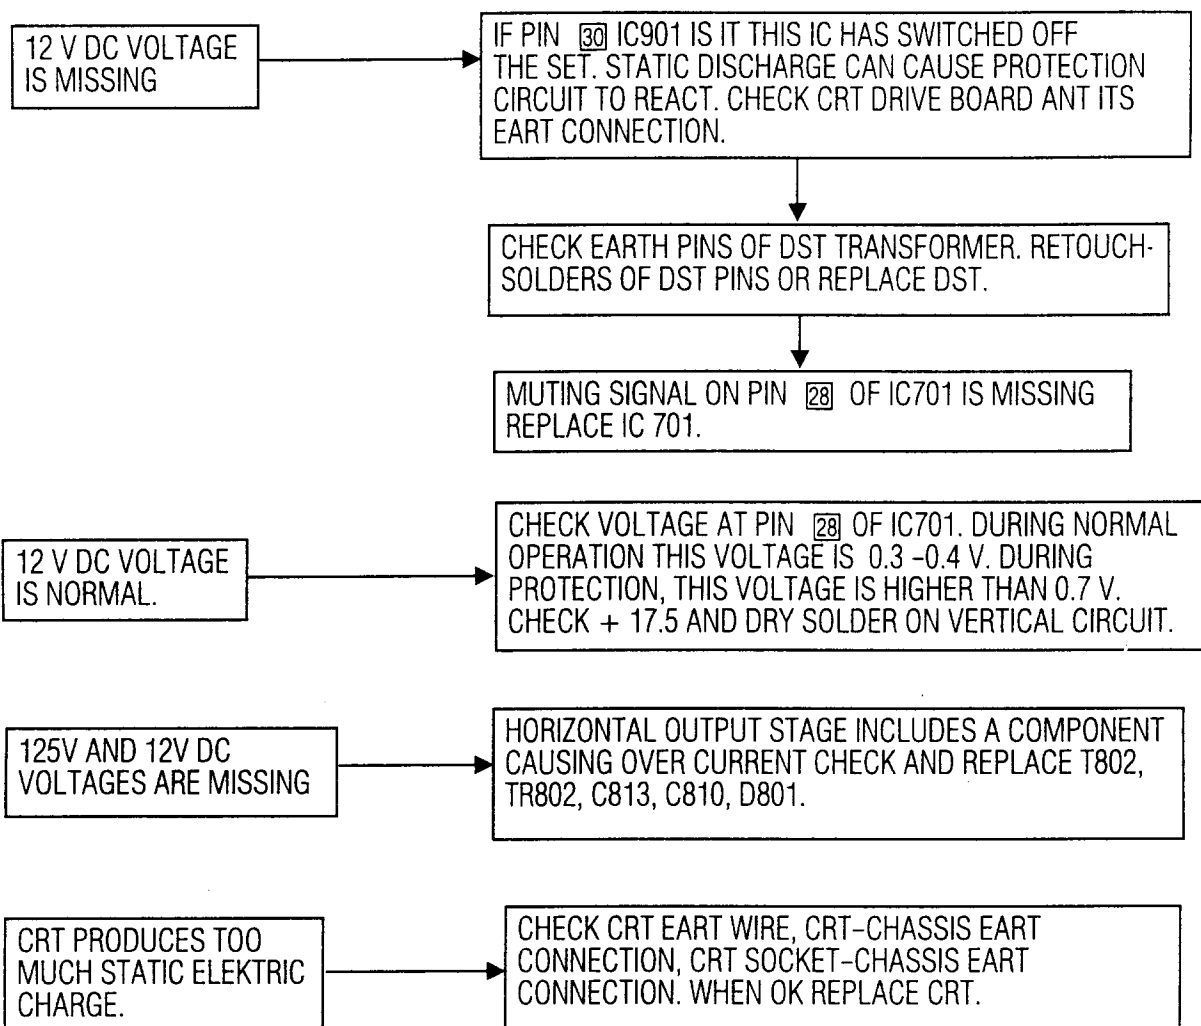 12 V DC VOLTAGE
IS MISSING
IF PIN 30 IC901 IS IT THIS IC HAS SWITCHED OFF
THE SET. STATIC DISCHARGE CAN CAUSE PROTECTION
CIRCUIT TO REACT. CHECK CRT DRIVE BOARD ANT ITS
EART CONNECTION.
CHECK EARTH PINS OF DST TRANSFORMER. RETOUCH-
SOLDERS OF DST PINS OR REPLACE DST.
MUTING SIGNAL ON PIN 28 OF IC701 IS MISSING
REPLACE IC 701.
12 V DC VOLTAGE
IS NORMAL.
CHECK VOLTAGE AT PIN 28 OF IC701. DURING NORMAL
OPERATION THIS VOLTAGE IS 0.3 –0.4 V. DURING
PROTECTION, THIS VOLTAGE IS HIGHER THAN 0.7 V.
CHECK + 17.5 AND DRY SOLDER ON VERTICAL CIRCUIT.
125V AND 12V DC
VOLTAGES ARE MISSING
HORIZONTAL OUTPUT STAGE INCLUDES A COMPONENT
CAUSING OVER CURRENT CHECK AND REPLACE T802,
TR802, C813, C810, D801.
CRT PRODUCES TOO
MUCH STATIC ELEKTRIC
CHARGE.
CHECK CRT EART WIRE, CRT–CHASSIS EART
CONNECTION, CRT SOCKET–CHASSIS EART
CONNECTION. WHEN OK REPLACE CRT.